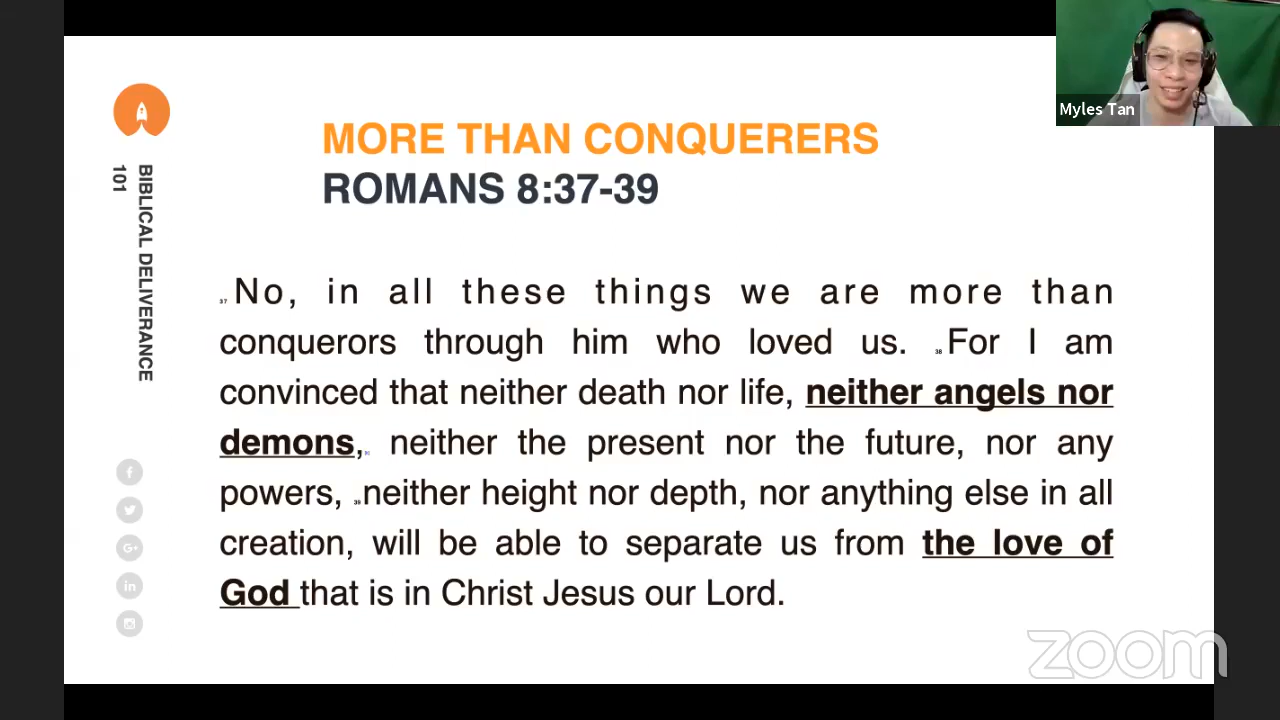 Myles Tan
MORE THAN CONQUERERS
ROMANS 8:37-39
BIBLICAL DELIVERANCE
101
37 No, in all these things we are more than
conquerors through him who loved us. 38 For I am
convinced that neither death nor life, neither angels nor
demons, neither the present nor the future, nor any
powers, 39 neither height nor depth, nor anything else in all
creation, will be able to separate us from the love of
God that is in Christ Jesus our Lord.
f
G+
in
zoom